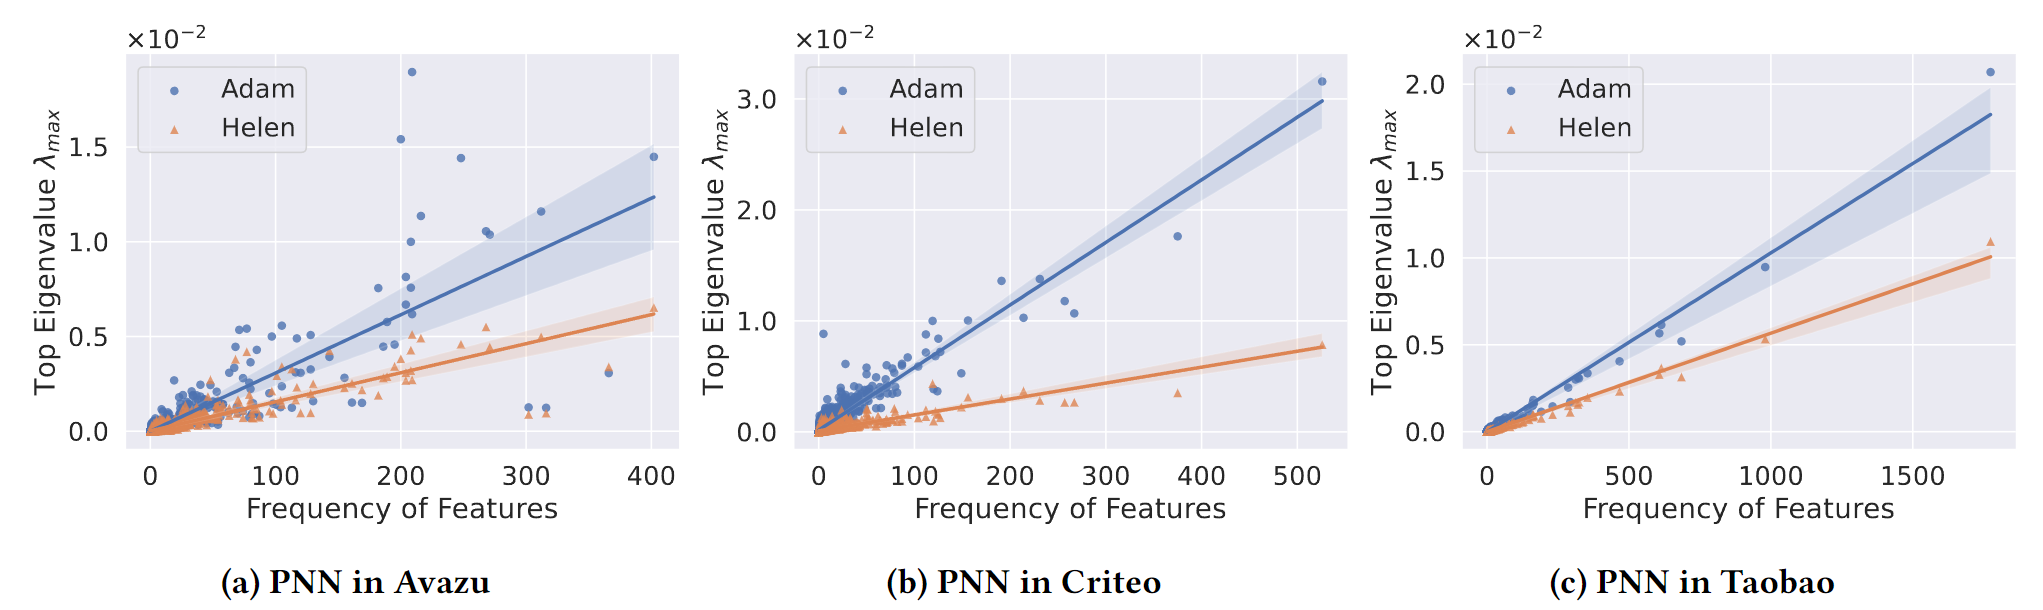 ×10⁻²
Adam
Helen
Top Eigenvalue λ_max
1.5
1.0
0.5
0.0
0 100 200 300 400
Frequency of Features
(a) PNN in Avazu
×10⁻²
Adam
Helen
Top Eigenvalue λ_max
3.0
2.0
1.0
0.0
0 100 200 300 400 500
Frequency of Features
(b) PNN in Criteo
×10⁻²
Adam
Helen
Top Eigenvalue λ_max
2.0
1.5
1.0
0.5
0.0
0 500 1000 1500
Frequency of Features
(c) PNN in Taobao